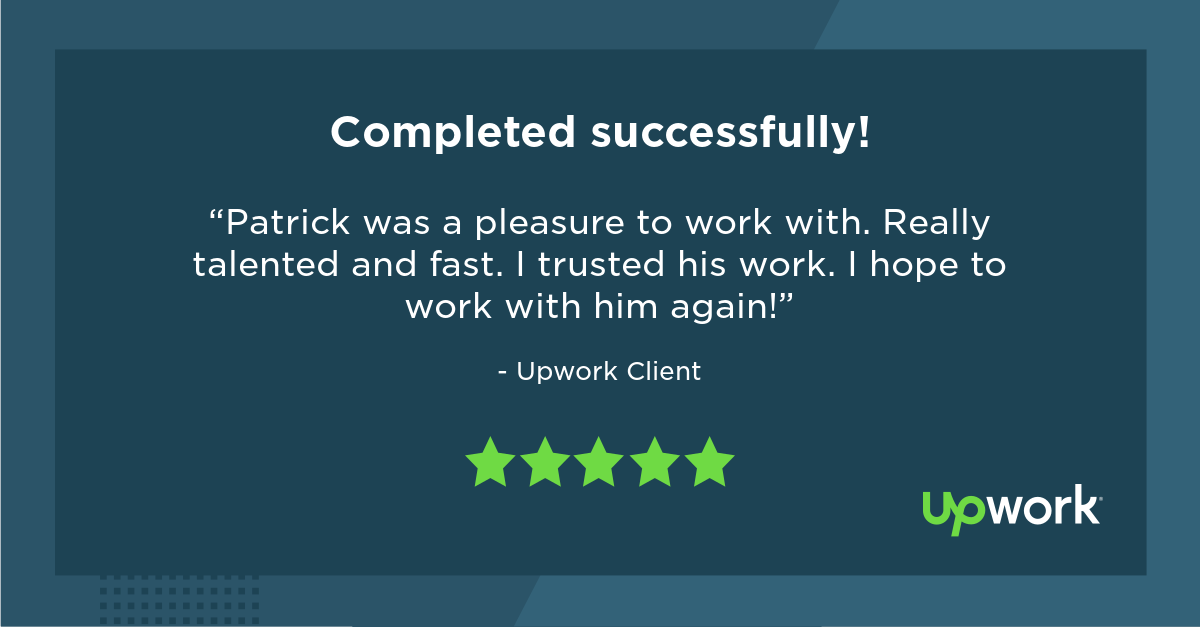 Completed successfully!
“Patrick was a pleasure to work with. Really
talented and fast. I trusted his work. I hope to
work with him again!”
- Upwork Client
upwork